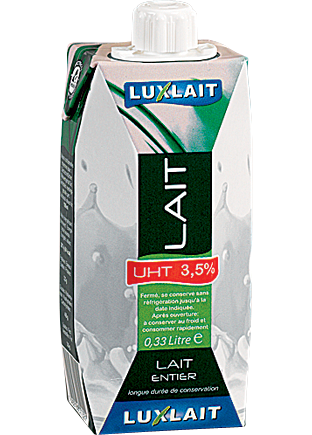 LUXLAIT
LAIT
UHT 3,5%
Fermé, se conserve sans
réfrigération jusqu'à la
date indiquée.
Après ouverture:
à conserver au froid et
consommer rapidement
0,33 Litre e
LAIT
ENTIER
longue durée de conservation
LUXLAIT